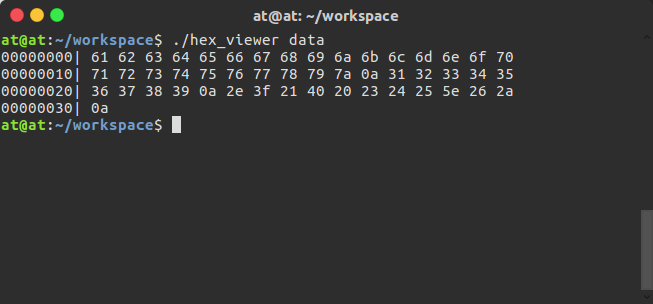 at@at: ~/workspace
at@at:~/workspace$ ./hex_viewer data
00000000| 61 62 63 64 65 66 67 68 69 6a 6b 6c 6d 6e 6f 70
00000010| 71 72 73 74 75 76 77 78 79 7a 0a 31 32 33 34 35
00000020| 36 37 38 39 0a 2e 3f 21 40 20 23 24 25 5e 26 2a
00000030| 0a
at@at:~/workspace$